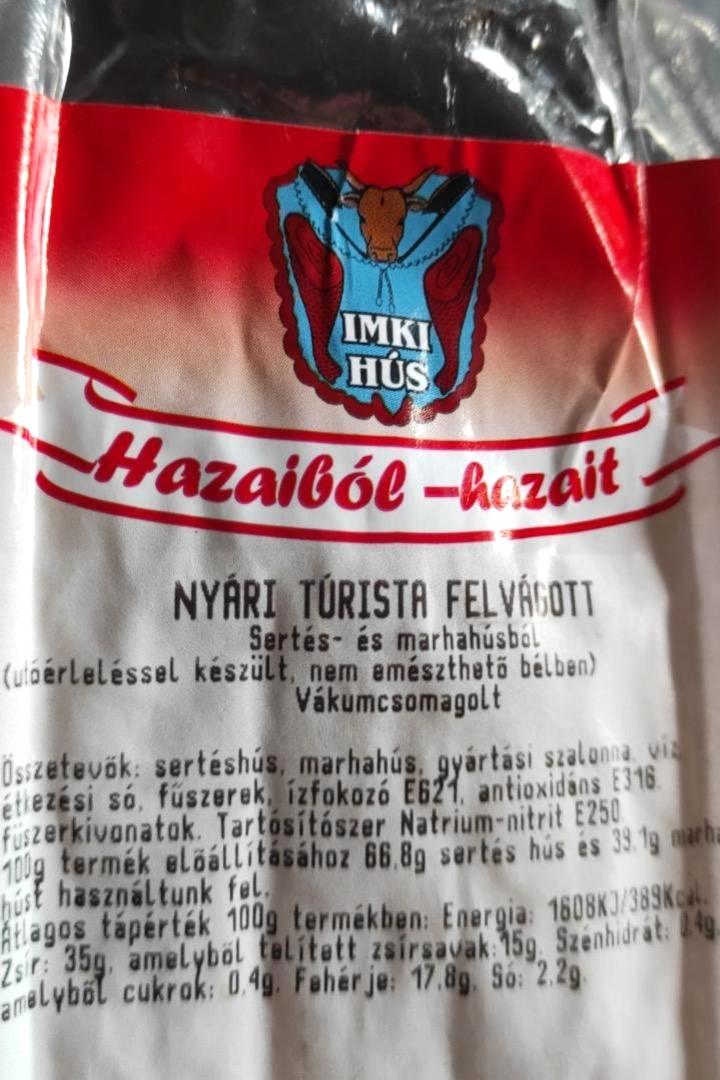 IMKI
HÚS
Hazaiból -hazait
NYÁRI TÚRISTA FELVÁGOTT
Sertés- és marhahúsból
(utóérleléssel készült, nem emészthető bélben)
Vákumcsomagolt
Összetevők: sertéshús, marhahús, gyártási szalonna, víz,
étkezési só, fűszerek, ízfokozó E621, antioxidáns E316.
fűszerkivonatok. Tartósítószer Natrium-nitrit E250.
100g termék előállításához 66.8g sertés hús és 39.1g marha
húst használtunk fel.
Átlagos tápérték 100g termékben: Energia: 1608KJ/389Kcal.
Zsír: 35g, amelyből telített zsírsavak:15g, Szénhidrát: 0.4g,
amelyből cukrok: 0,4g. Fehérje: 17,8g, Só: 2,2g.